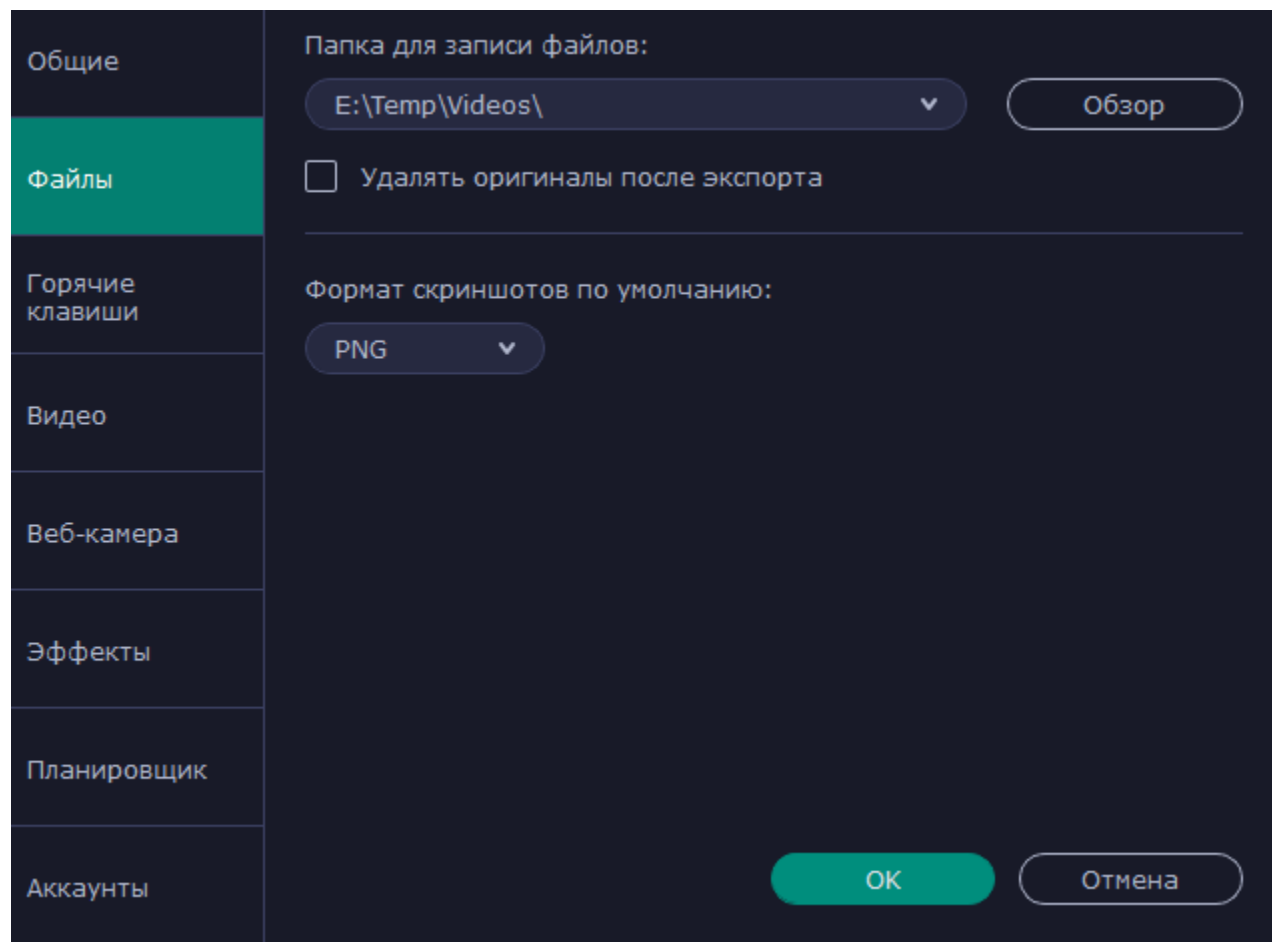 Общие
Файлы
Горячие
клавиши
Видео
Веб-камера
Эффекты
Планировщик
Аккаунты
Папка для записи файлов:
E:\Temp\Videos\
Обзор
Удалять оригиналы после экспорта
Формат скриншотов по умолчанию:
PNG
OK
Отмена